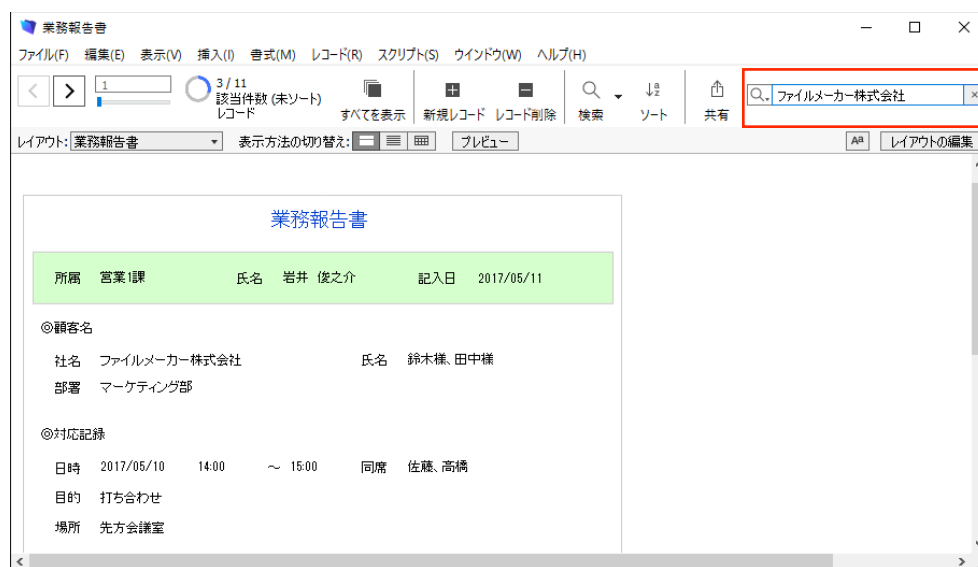 業務報告書
ファイル(F) 編集(E) 表示(V) 挿入(I) 書式(M) レコード(R) スクリプト(S) ウインドウ(W) ヘルプ(H)
1
3 / 11
該当件数 (未ソート)
レコード
すべてを表示 新規レコード レコード削除 検索 ソート 共有
ファイルメーカー株式会社
レイアウト: 業務報告書 表示方法の切り替え: プレビュー Aa レイアウトの編集
業務報告書
所属 営業1課 氏名 岩井 俊之介 記入日 2017/05/11
◎顧客名
社名 ファイルメーカー株式会社 氏名 鈴木様、田中様
部署 マーケティング部
◎対応記録
日時 2017/05/10 14:00 ～ 15:00 同席 佐藤、高橋
目的 打ち合わせ
場所 先方会議室